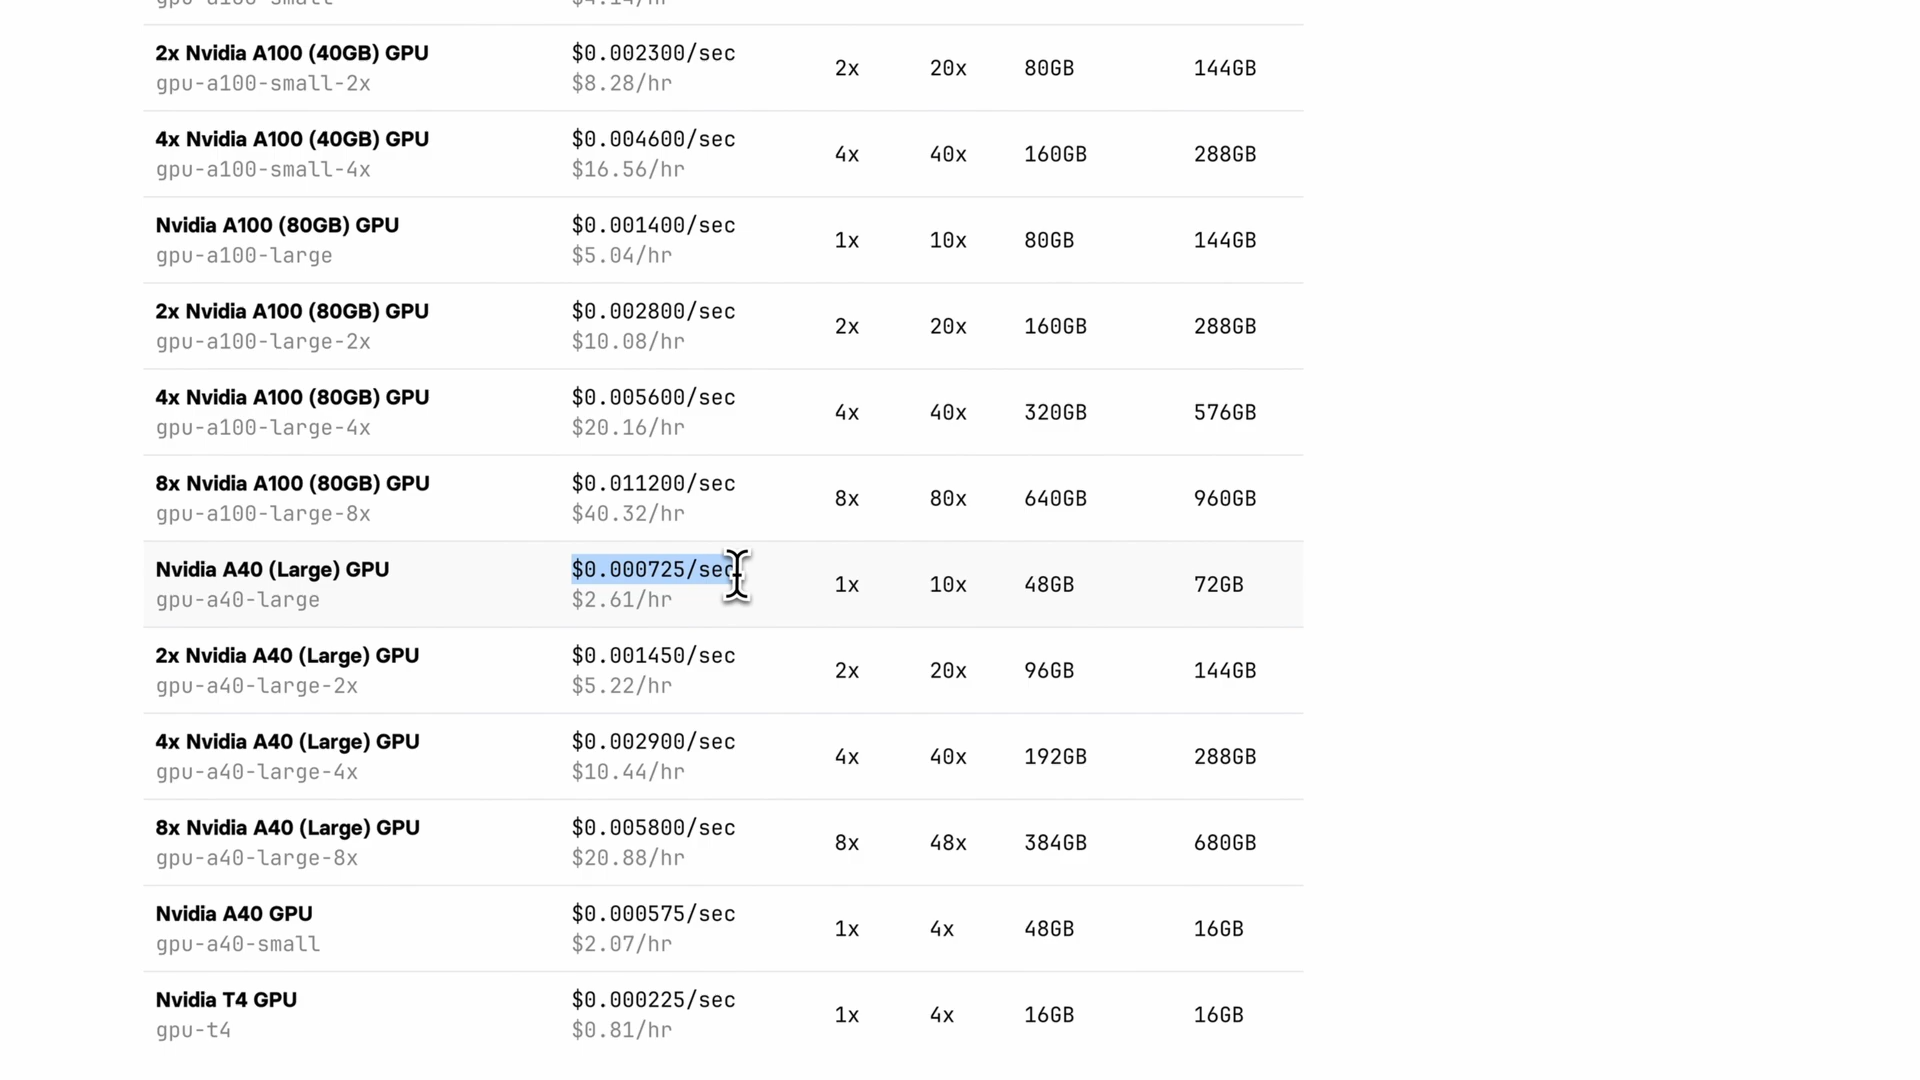 gpu-a100-small $4.14/hr
2x Nvidia A100 (40GB) GPU $0.002300/sec 2x 20x 80GB 144GB
gpu-a100-small-2x $8.28/hr
4x Nvidia A100 (40GB) GPU $0.004600/sec 4x 40x 160GB 288GB
gpu-a100-small-4x $16.56/hr
Nvidia A100 (80GB) GPU $0.001400/sec 1x 10x 80GB 144GB
gpu-a100-large $5.04/hr
2x Nvidia A100 (80GB) GPU $0.002800/sec 2x 20x 160GB 288GB
gpu-a100-large-2x $10.08/hr
4x Nvidia A100 (80GB) GPU $0.005600/sec 4x 40x 320GB 576GB
gpu-a100-large-4x $20.16/hr
8x Nvidia A100 (80GB) GPU $0.011200/sec 8x 80x 640GB 960GB
gpu-a100-large-8x $40.32/hr
Nvidia A40 (Large) GPU $0.000725/sec 1x 10x 48GB 72GB
gpu-a40-large $2.61/hr
2x Nvidia A40 (Large) GPU $0.001450/sec 2x 20x 96GB 144GB
gpu-a40-large-2x $5.22/hr
4x Nvidia A40 (Large) GPU $0.002900/sec 4x 40x 192GB 288GB
gpu-a40-large-4x $10.44/hr
8x Nvidia A40 (Large) GPU $0.005800/sec 8x 48x 384GB 680GB
gpu-a40-large-8x $20.88/hr
Nvidia A40 GPU $0.000575/sec 1x 4x 48GB 16GB
gpu-a40-small $2.07/hr
Nvidia T4 GPU $0.000225/sec 1x 4x 16GB 16GB
gpu-t4 $0.81/hr